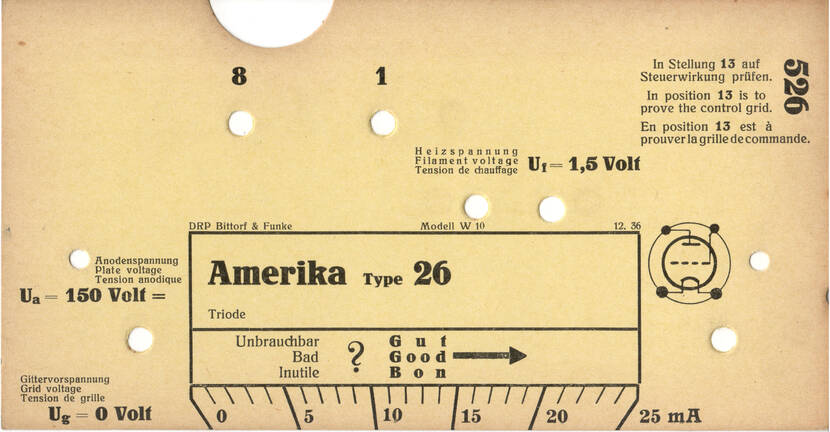 8 1
In Stellung 13 auf
Steuerwirkung prüfen.
In position 13 is to
prove the control grid.
En position 13 est à
prouver la grille de commande.
526
Heizspannung
Filament voltage
Tension de chauffage
Uf = 1,5 Volt
DRP Bittorf & Funke Modell W 10 12. 36
Anodenspannung
Plate voltage
Tension anodique
Ua = 150 Volt =
Amerika Type 26
Triode
Unbrauchbar
Bad
Inutile
?
Gut
Good
Bon
Gittervorspannung
Grid voltage
Tension de grille
Ug = 0 Volt
0 5 10 15 20 25 mA